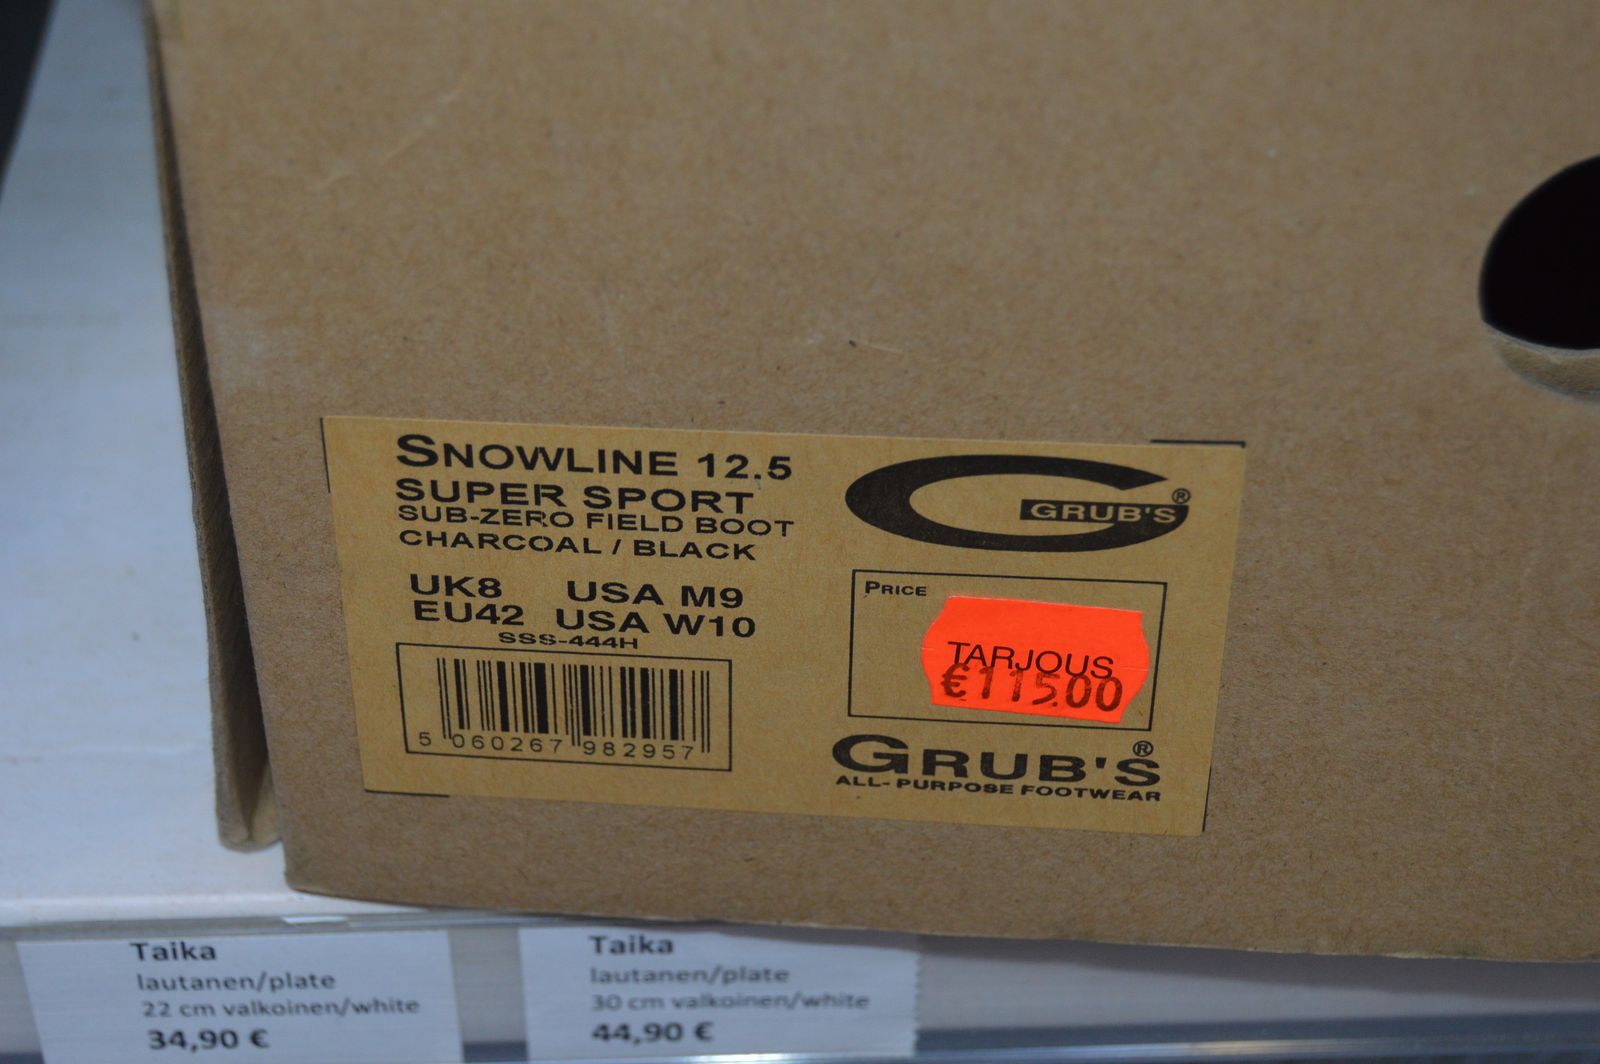 SNOWLINE 12.5
SUPER SPORT
SUB-ZERO FIELD BOOT
CHARCOAL / BLACK
UK8 USA M9
EU42 USA W10
SSS-444H
5 060267 982957
GRUB'S®
PRICE
TARJOUS
€115.00
GRUB'S®
ALL-PURPOSE FOOTWEAR
Taika
lautanen/plate
22 cm valkoinen/white
34,90 €
Taika
lautanen/plate
30 cm valkoinen/white
44,90 €